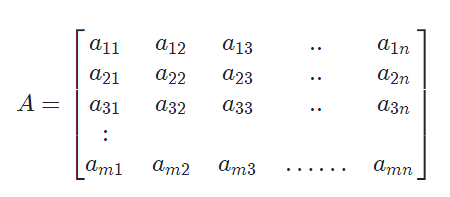 a₁₁ a₁₂ a₁₃ .. a₁ₙ
a₂₁ a₂₂ a₂₃ .. a₂ₙ
A = a₃₁ a₃₂ a₃₃ .. a₃ₙ
:
aₘ₁ aₘ₂ aₘ₃ ...... aₘₙ